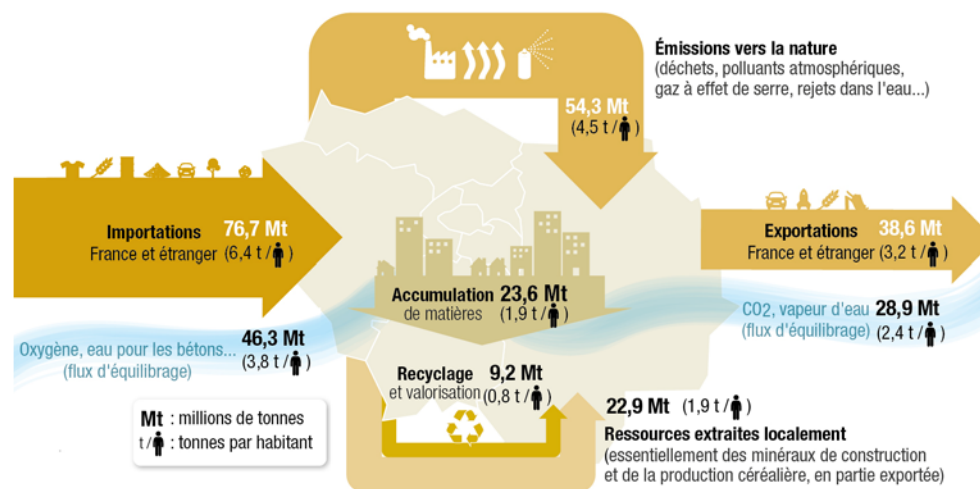 Émissions vers la nature
(déchets, polluants atmosphériques,
gaz à effet de serre, rejets dans l'eau...)
54,3 Mt
(4,5 t/)
Importations 76,7 Mt
France et étranger (6,4 t/)
Exportations 38,6 Mt
France et étranger (3,2 t/)
Accumulation 23,6 Mt
de matières (1,9 t/)
CO2, vapeur d'eau 28,9 Mt
(flux d'équilibrage) (2,4 t/)
Oxygène, eau pour les bétons... 46,3 Mt
(flux d'équilibrage) (3,8 t/)
Recyclage 9,2 Mt
et valorisation (0,8 t/)
Mt : millions de tonnes
t/ : tonnes par habitant
22,9 Mt (1,9 t/)
Ressources extraites localement
(essentiellement des minéraux de construction
et de la production céréalière, en partie exportée)